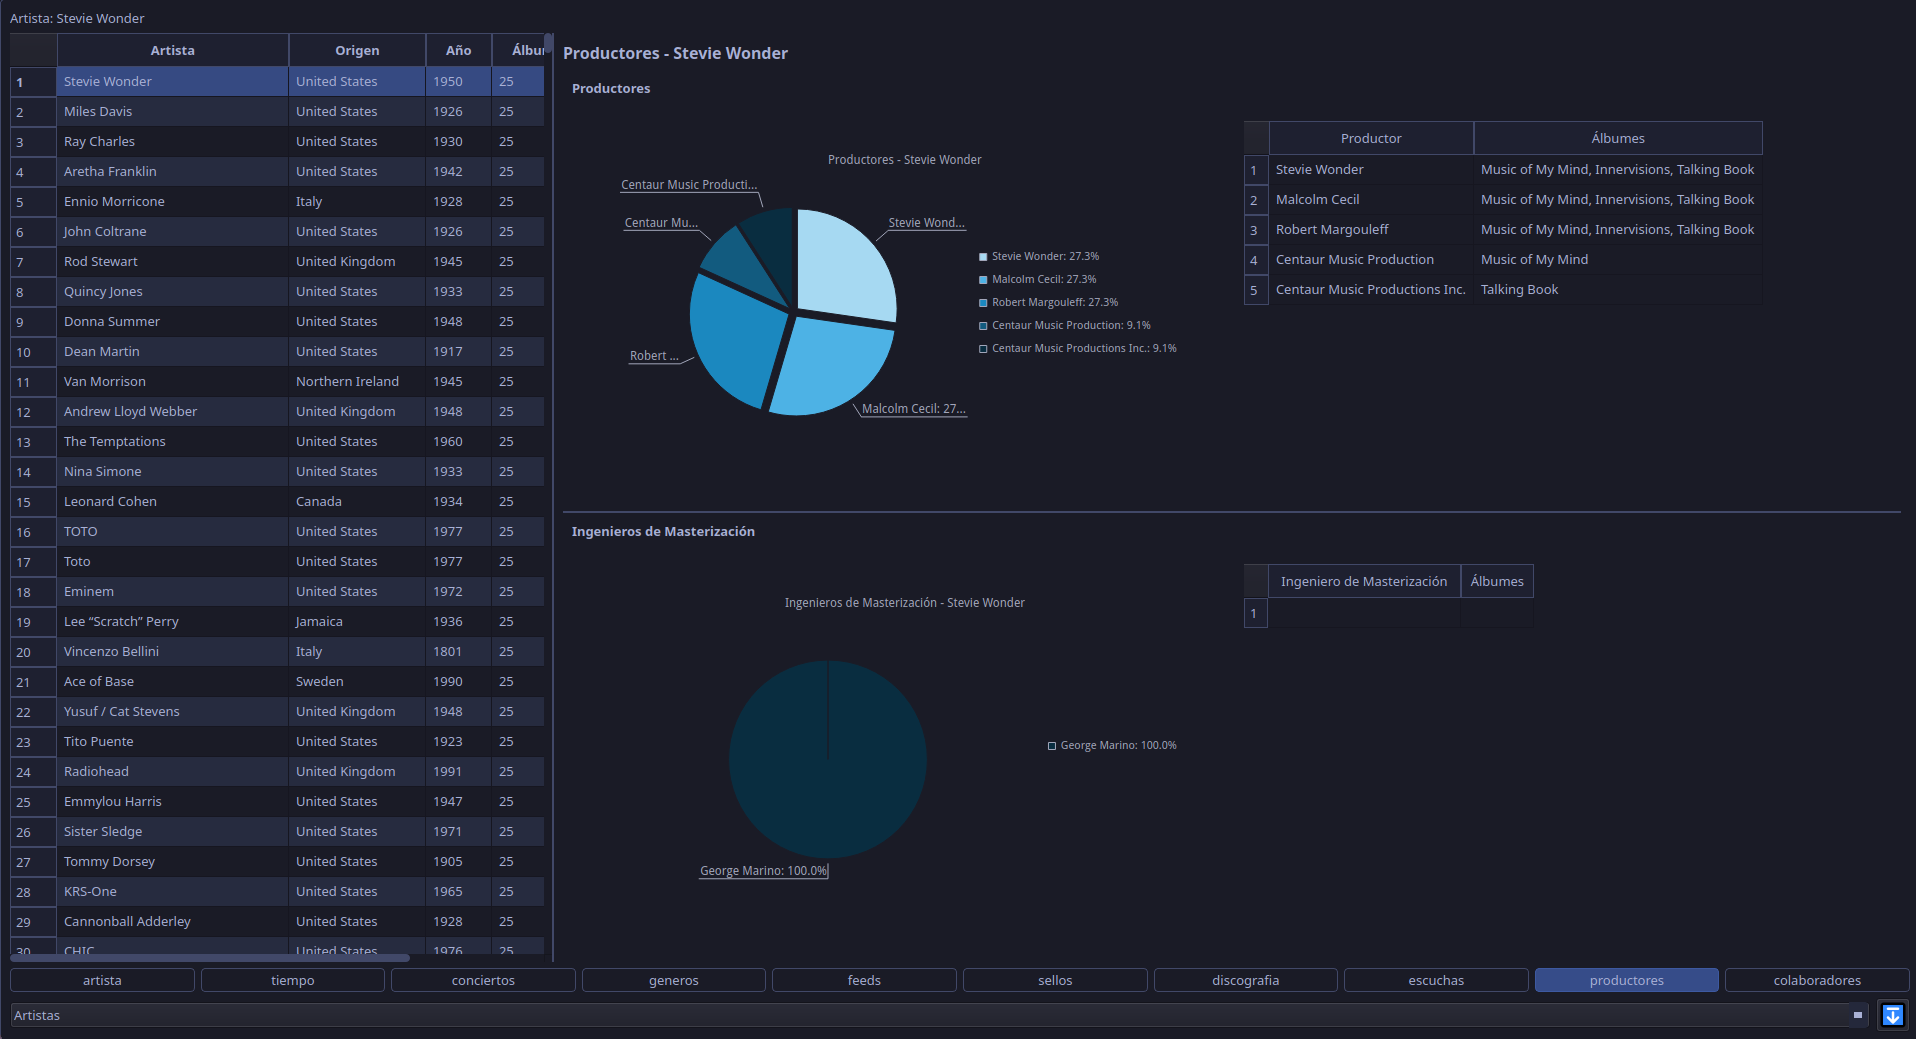 Artista: Stevie Wonder
Artista Origen Año Álbur
1 Stevie Wonder United States 1950 25
2 Miles Davis United States 1926 25
3 Ray Charles United States 1930 25
4 Aretha Franklin United States 1942 25
5 Ennio Morricone Italy 1928 25
6 John Coltrane United States 1926 25
7 Rod Stewart United Kingdom 1945 25
8 Quincy Jones United States 1933 25
9 Donna Summer United States 1948 25
10 Dean Martin United States 1917 25
11 Van Morrison Northern Ireland 1945 25
12 Andrew Lloyd Webber United Kingdom 1948 25
13 The Temptations United States 1960 25
14 Nina Simone United States 1933 25
15 Leonard Cohen Canada 1934 25
16 TOTO United States 1977 25
17 Toto United States 1977 25
18 Eminem United States 1972 25
19 Lee “Scratch” Perry Jamaica 1936 25
20 Vincenzo Bellini Italy 1801 25
21 Ace of Base Sweden 1990 25
22 Yusuf / Cat Stevens United Kingdom 1948 25
23 Tito Puente United States 1923 25
24 Radiohead United Kingdom 1991 25
25 Emmylou Harris United States 1947 25
26 Sister Sledge United States 1971 25
27 Tommy Dorsey United States 1905 25
28 KRS-One United States 1965 25
29 Cannonball Adderley United States 1928 25
30 CHIC United States 1976 25
Productores - Stevie Wonder
Productores
Productores - Stevie Wonder
Centaur Music Producti...
Centaur Mu...
Stevie Wond...
Robert ...
Malcolm Cecil: 27...
Stevie Wonder: 27.3%
Malcolm Cecil: 27.3%
Robert Margouleff: 27.3%
Centaur Music Production: 9.1%
Centaur Music Productions Inc.: 9.1%
Productor Álbumes
1 Stevie Wonder Music of My Mind, Innervisions, Talking Book
2 Malcolm Cecil Music of My Mind, Innervisions, Talking Book
3 Robert Margouleff Music of My Mind, Innervisions, Talking Book
4 Centaur Music Production Music of My Mind
5 Centaur Music Productions Inc. Talking Book
Ingenieros de Masterización
Ingenieros de Masterización - Stevie Wonder
George Marino: 100.0%
George Marino: 100.0%
Ingeniero de Masterización Álbumes
1
artista tiempo conciertos generos feeds sellos discografia escuchas productores colaboradores
Artistas